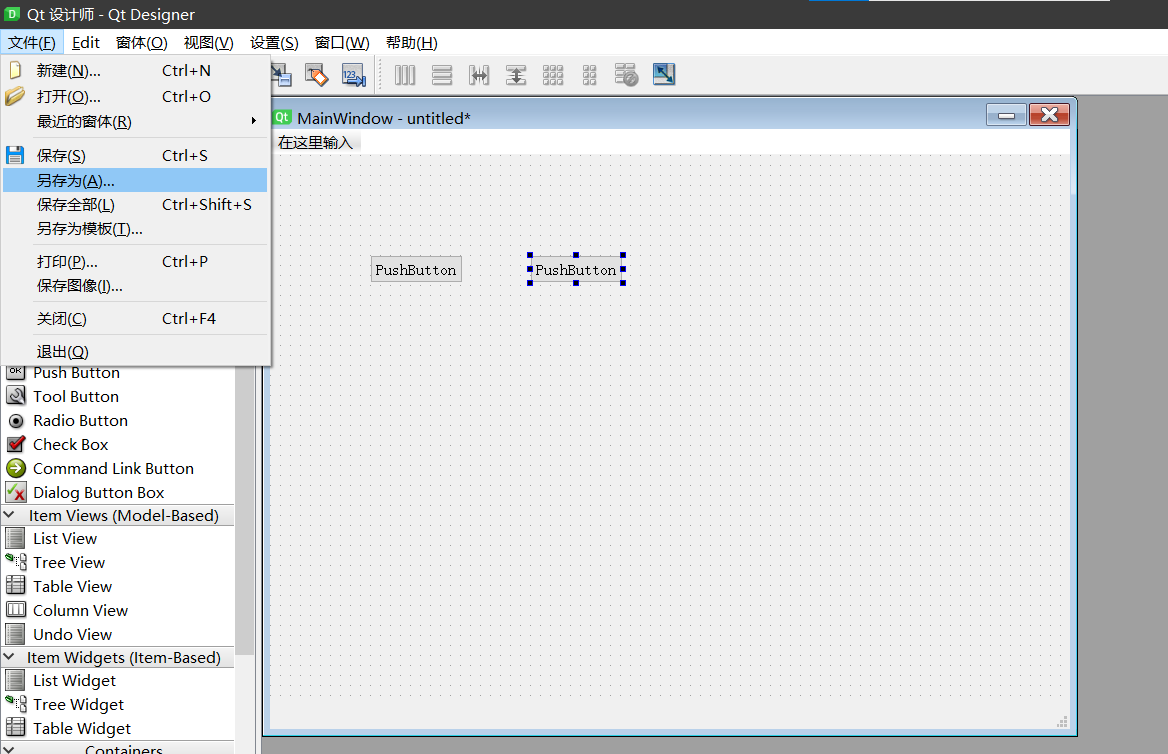 Qt 设计师 - Qt Designer
文件(F) Edit 窗体(O) 视图(V) 设置(S) 窗口(W) 帮助(H)
新建(N)... Ctrl+N
打开(O)... Ctrl+O
最近的窗体(R)
保存(S) Ctrl+S
另存为(A)...
保存全部(L) Ctrl+Shift+S
另存为模板(T)...
打印(P)... Ctrl+P
保存图像(I)...
关闭(C) Ctrl+F4
退出(Q)
123
Qt MainWindow - untitled*
在这里输入
PushButton PushButton
OK Push Button
Tool Button
Radio Button
Check Box
Command Link Button
Dialog Button Box
Item Views (Model-Based)
List View
Tree View
Table View
Column View
Undo View
Item Widgets (Item-Based)
List Widget
Tree Widget
Table Widget
Containers